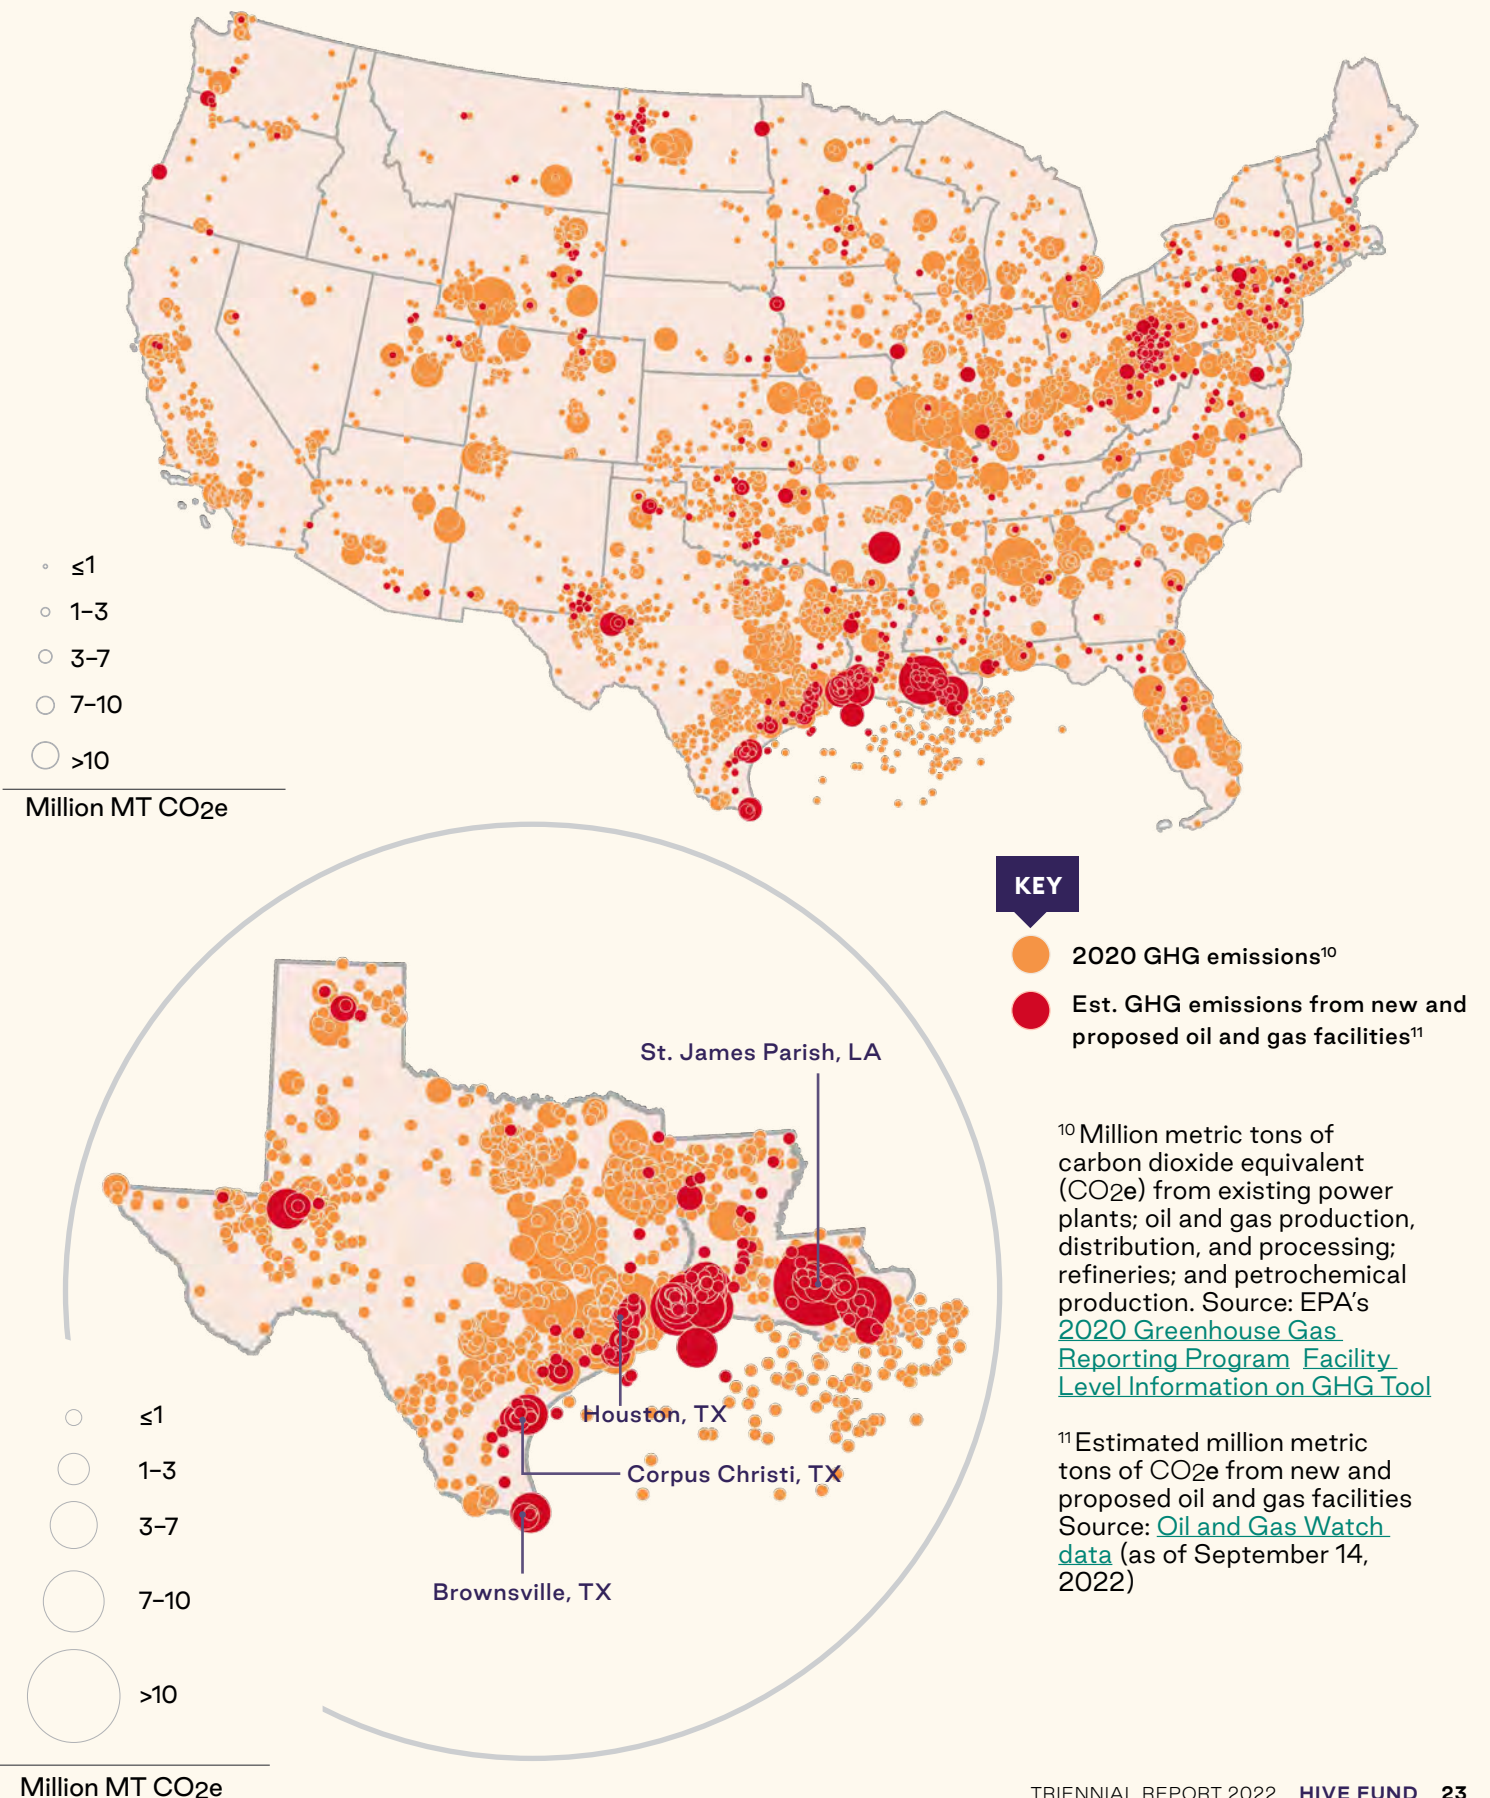 ≤1
1–3
3–7
7–10
>10
Million MT CO2e
KEY
2020 GHG emissions¹⁰
Est. GHG emissions from new and
proposed oil and gas facilities¹¹
St. James Parish, LA
Houston, TX
Corpus Christi, TX
Brownsville, TX
≤1
1–3
3–7
7–10
>10
Million MT CO2e
¹⁰ Million metric tons of
carbon dioxide equivalent
(CO2e) from existing power
plants; oil and gas production,
distribution, and processing;
refineries; and petrochemical
production. Source: EPA’s
2020 Greenhouse Gas
Reporting Program Facility
Level Information on GHG Tool
¹¹ Estimated million metric
tons of CO2e from new and
proposed oil and gas facilities
Source: Oil and Gas Watch
data (as of September 14,
2022)
TRIENNIAL REPORT 2022 HIVE FUND 23